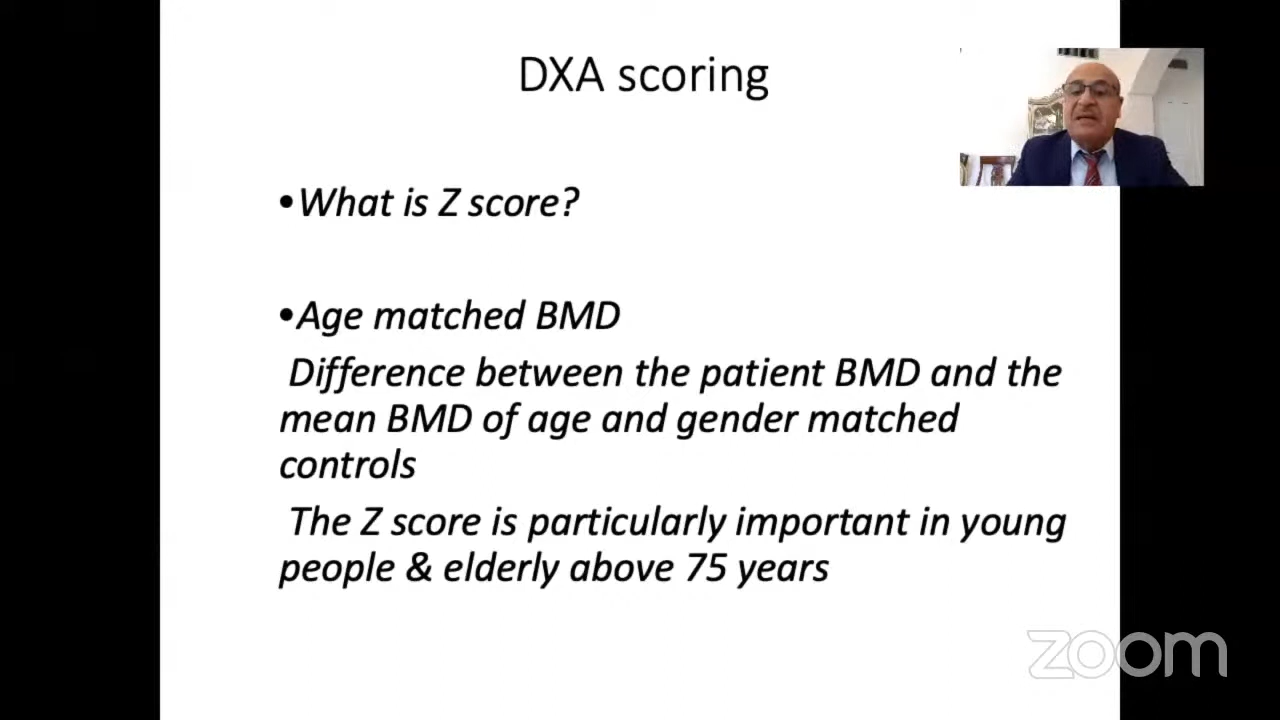 DXA scoring
•What is Z score?
•Age matched BMD
Difference between the patient BMD and the
mean BMD of age and gender matched
controls
The Z score is particularly important in young
people & elderly above 75 years
zoom